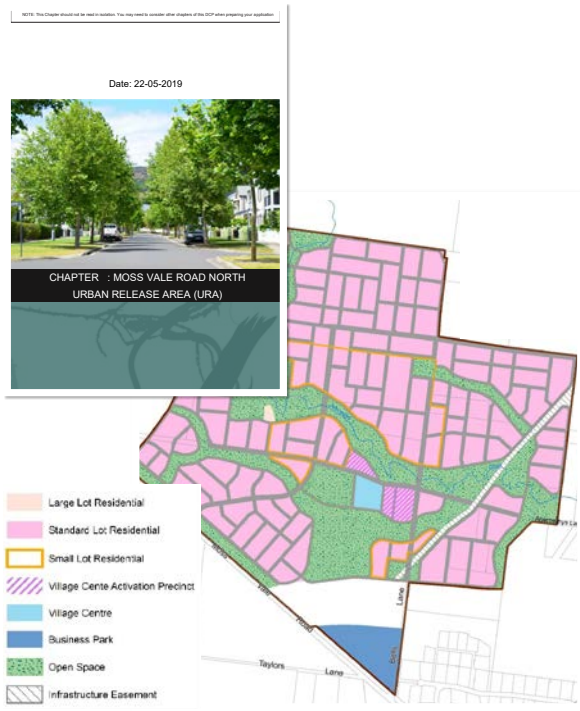 NOTE: This Chapter should not be read in isolation. You may need to consider other chapters of this DCP when preparing your application
Date: 22-05-2019
CHAPTER : MOSS VALE ROAD NORTH
URBAN RELEASE AREA (URA)
Large Lot Residential
Standard Lot Residential
Small Lot Residential
Village Cente Activation Precinct
Village Centre
Business Park
Open Space
Infrastructure Easement
Moss
Vale
Road
Lane
Taylors
Lane